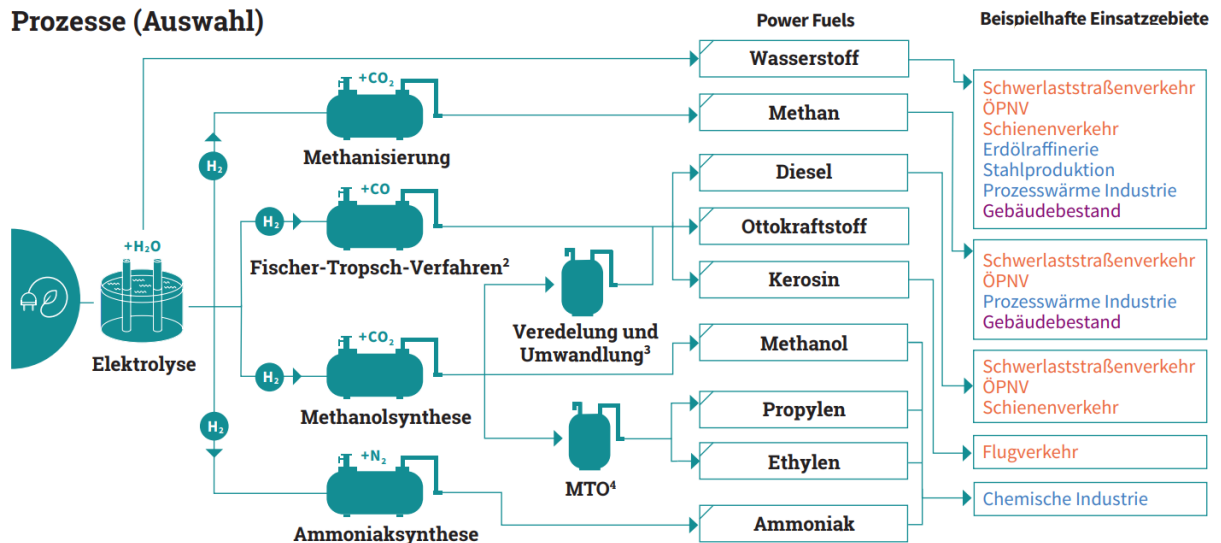 Prozesse (Auswahl)
Power Fuels
Beispielhafte Einsatzgebiete
+H₂O
Elektrolyse
H₂
+CO₂
Methanisierung
H₂
+CO
Fischer-Tropsch-Verfahren²
H₂
+CO₂
Methanolsynthese
H₂
+N₂
Ammoniaksynthese
Veredelung und
Umwandlung³
MTO⁴
Wasserstoff
Methan
Diesel
Ottokraftstoff
Kerosin
Methanol
Propylen
Ethylen
Ammoniak
Schwerlaststraßenverkehr
ÖPNV
Schienenverkehr
Erdölraffinerie
Stahlproduktion
Prozesswärme Industrie
Gebäudebestand
Schwerlaststraßenverkehr
ÖPNV
Prozesswärme Industrie
Gebäudebestand
Schwerlaststraßenverkehr
ÖPNV
Schienenverkehr
Flugverkehr
Chemische Industrie